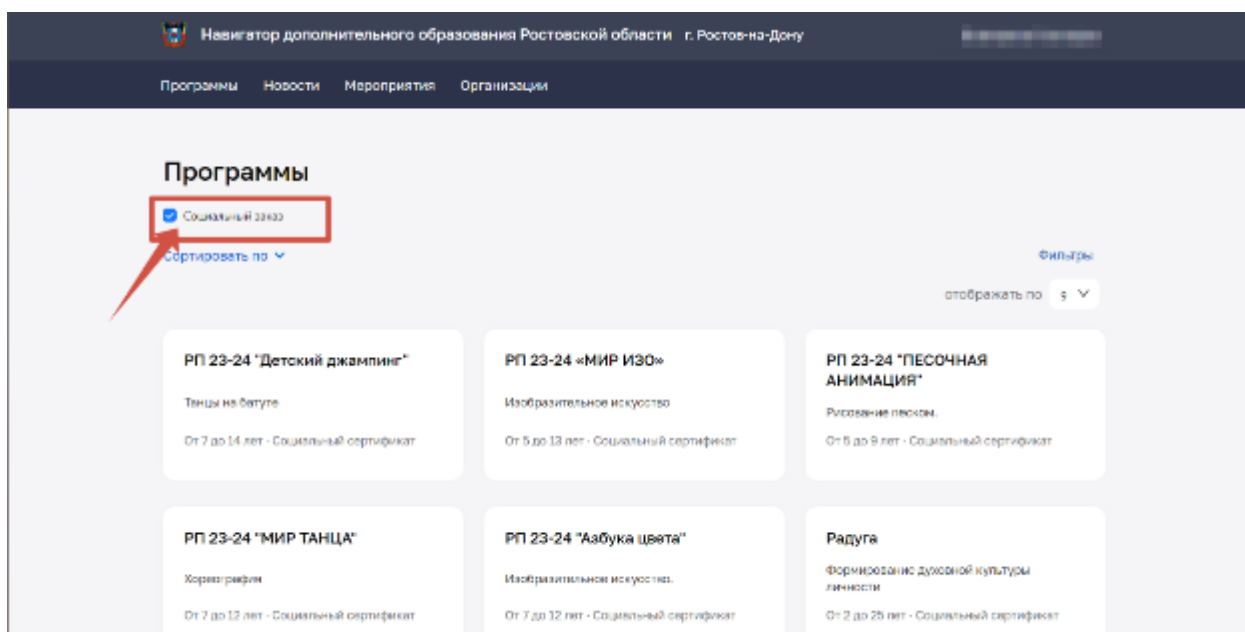 Навигатор дополнительного образования Ростовской области г. Ростов-на-Дону
Программы Новости Мероприятия Организации
Программы
Социальный заказ
Сортировать по
Фильтры
отображать по 9
РП 23-24 "Детский джампинг"
Танцы на батуте
От 7 до 14 лет · Социальный сертификат
РП 23-24 «МИР ИЗО»
Изобразительное искусство
От 5 до 13 лет · Социальный сертификат
РП 23-24 "ПЕСОЧНАЯ
АНИМАЦИЯ"
Рисование песком.
От 5 до 9 лет · Социальный сертификат
РП 23-24 "МИР ТАНЦА"
Хореография
От 7 до 12 лет · Социальный сертификат
РП 23-24 "Азбука цвета"
Изобразительное искусство.
От 7 до 12 лет · Социальный сертификат
Радуга
Формирование духовной культуры
личности
От 2 до 25 лет · Социальный сертификат